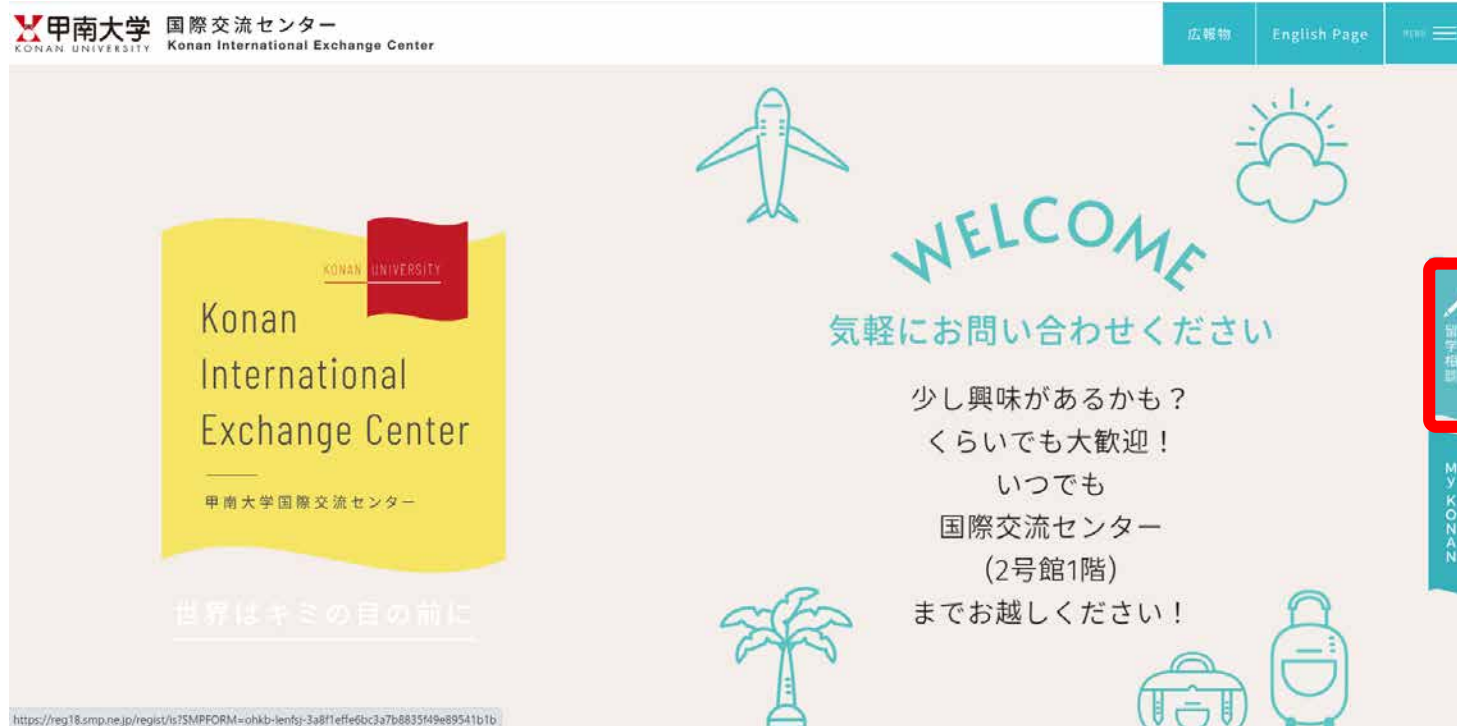 甲南大学
KONAN UNIVERSITY
国際交流センター
Konan International Exchange Center
広報物
English Page
MENU
KONAN UNIVERSITY
Konan
International
Exchange Center
甲南大学国際交流センター
世界はキミの目の前に
WELCOME
気軽にお問い合わせください
少し興味があるかも？
くらいでも大歓迎！
いつでも
国際交流センター
(2号館1階)
までお越しください！
留学相談
My KONAN
https://reg18.smp.ne.jp/regist/is?SMPFORM=ohkb-lenfsj-3a8f1effe6bc3a7b8835f49e89541b1b